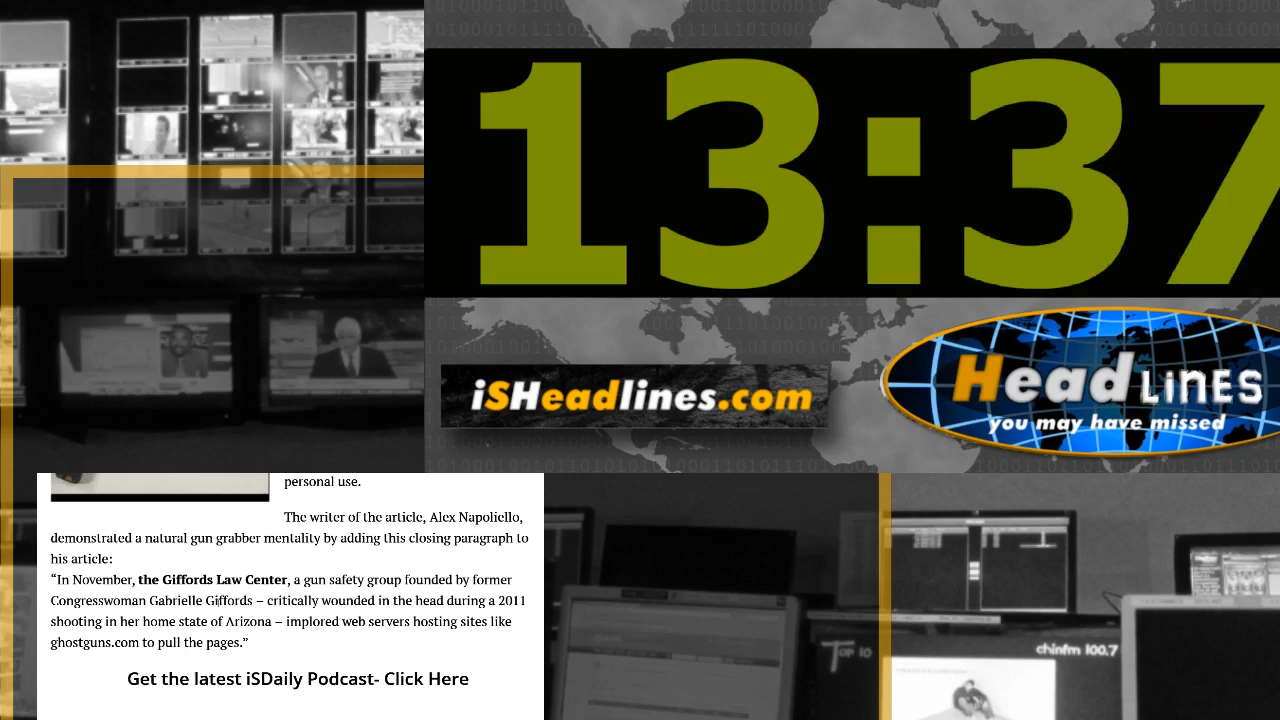 13:37
iSHeadlines.com
HeadLINES
you may have missed
personal use.
The writer of the article, Alex Napoliello,
demonstrated a natural gun grabber mentality by adding this closing paragraph to
his article:
“In November, the Giffords Law Center, a gun safety group founded by former
Congresswoman Gabrielle Giffords – critically wounded in the head during a 2011
shooting in her home state of Arizona – implored web servers hosting sites like
ghostguns.com to pull the pages.”
Get the latest iSDaily Podcast- Click Here
Top 10
chinfm 100.7